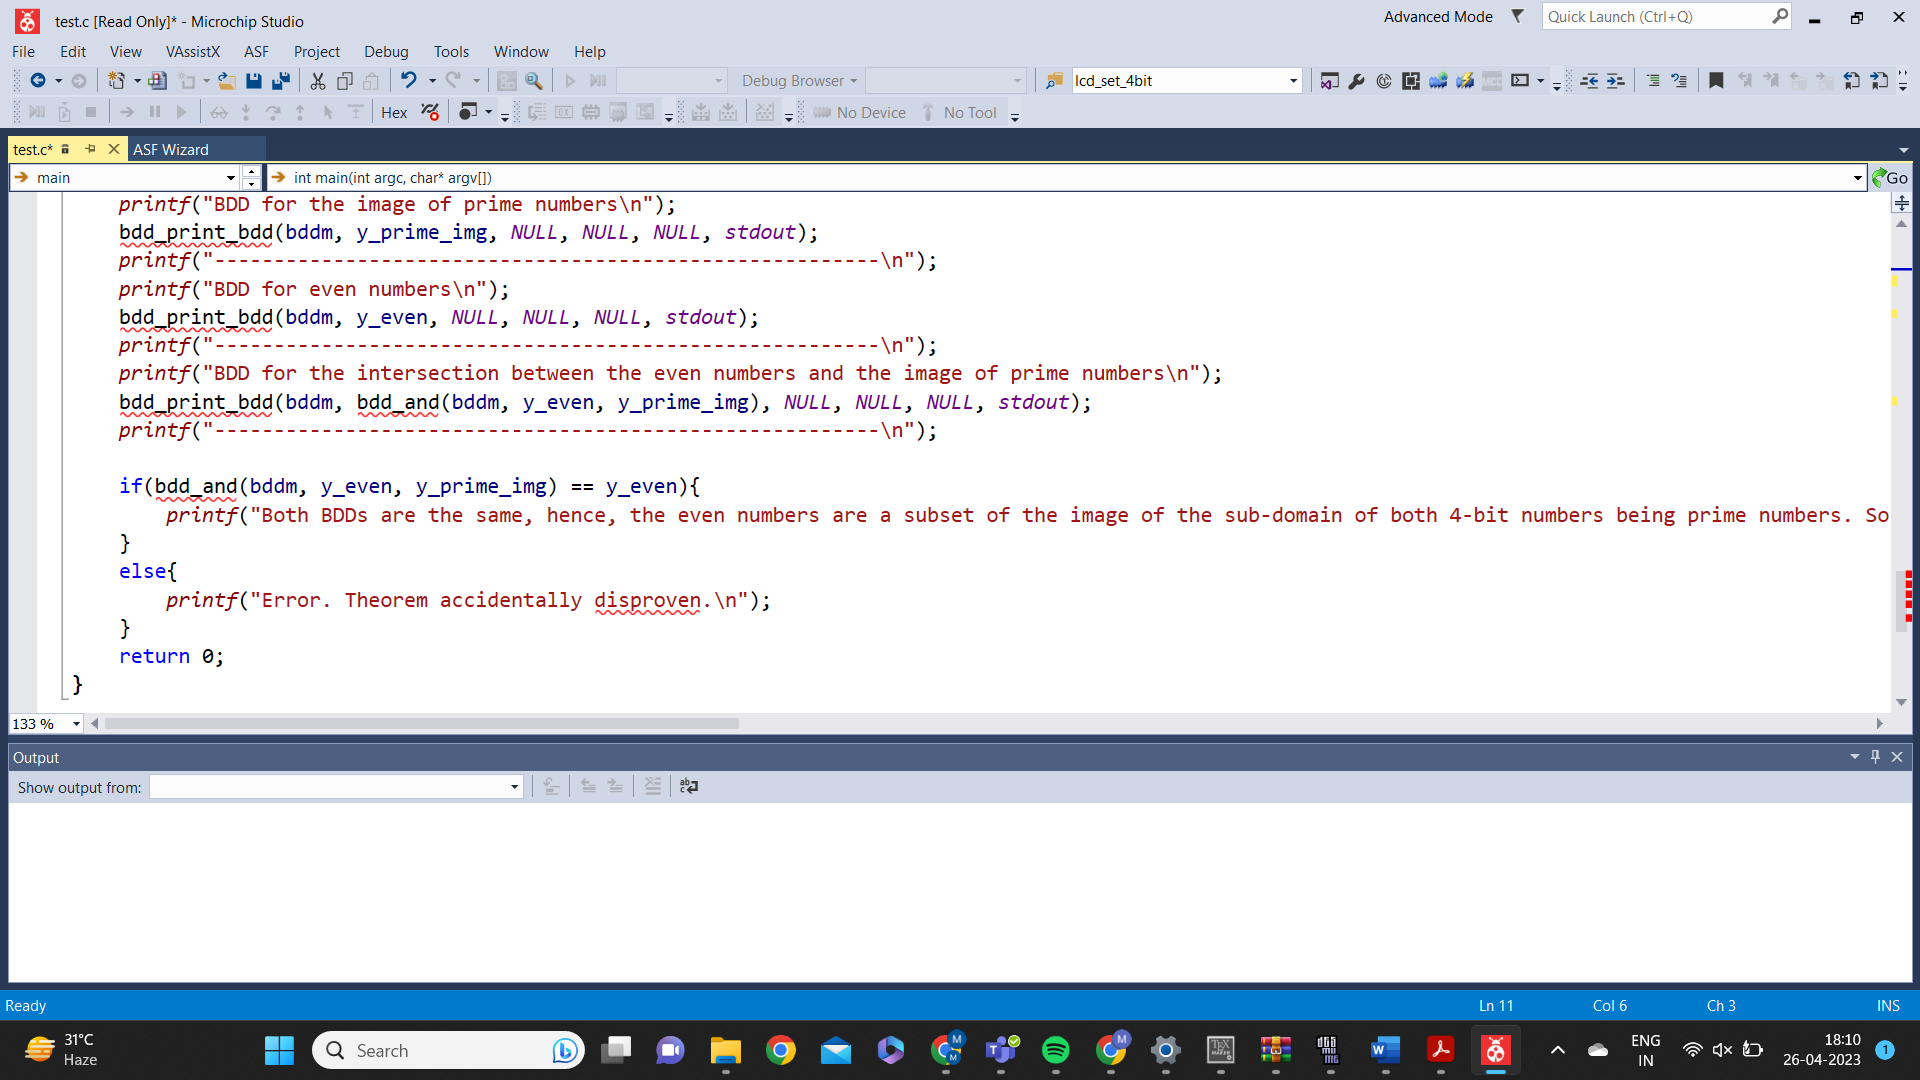 test.c [Read Only]* - Microchip Studio
Advanced Mode
Quick Launch (Ctrl+Q)
File Edit View VAssistX ASF Project Debug Tools Window Help
Debug Browser
lcd_set_4bit
Hex
No Device
No Tool
test.c*
ASF Wizard
main
int main(int argc, char* argv[])
Go
printf("BDD for the image of prime numbers\n");
bdd_print_bdd(bddm, y_prime_img, NULL, NULL, NULL, stdout);
printf("--------------------------------------------------------\n");
printf("BDD for even numbers\n");
bdd_print_bdd(bddm, y_even, NULL, NULL, NULL, stdout);
printf("--------------------------------------------------------\n");
printf("BDD for the intersection between the even numbers and the image of prime numbers\n");
bdd_print_bdd(bddm, bdd_and(bddm, y_even, y_prime_img), NULL, NULL, NULL, stdout);
printf("--------------------------------------------------------\n");
if(bdd_and(bddm, y_even, y_prime_img) == y_even){
printf("Both BDDs are the same, hence, the even numbers are a subset of the image of the sub-domain of both 4-bit numbers being prime numbers. So
}
else{
printf("Error. Theorem accidentally disproven.\n");
}
return 0;
}
133 %
Output
Show output from:
Ready
Ln 11
Col 6
Ch 3
INS
31°C
Haze
Search
ENG
IN
18:10
26-04-2023
1